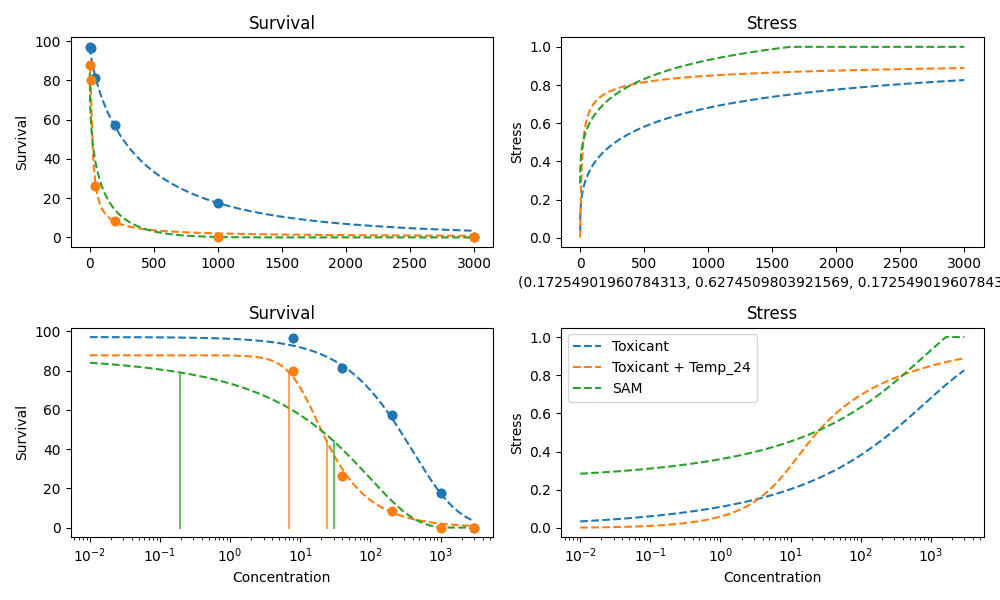 Survival
Survival
100
80
60
40
20
0
0 500 1000 1500 2000 2500 3000
Stress
Stress
1.0
0.8
0.6
0.4
0.2
0.0
0 500 1000 1500 2000 2500 3000
(0.17254901960784313, 0.6274509803921569, 0.172549019607843
Survival
Survival
100
80
60
40
20
0
10⁻² 10⁻¹ 10⁰ 10¹ 10² 10³
Concentration
Stress
Stress
1.0
0.8
0.6
0.4
0.2
0.0
Toxicant
Toxicant + Temp_24
SAM
10⁻² 10⁻¹ 10⁰ 10¹ 10² 10³
Concentration